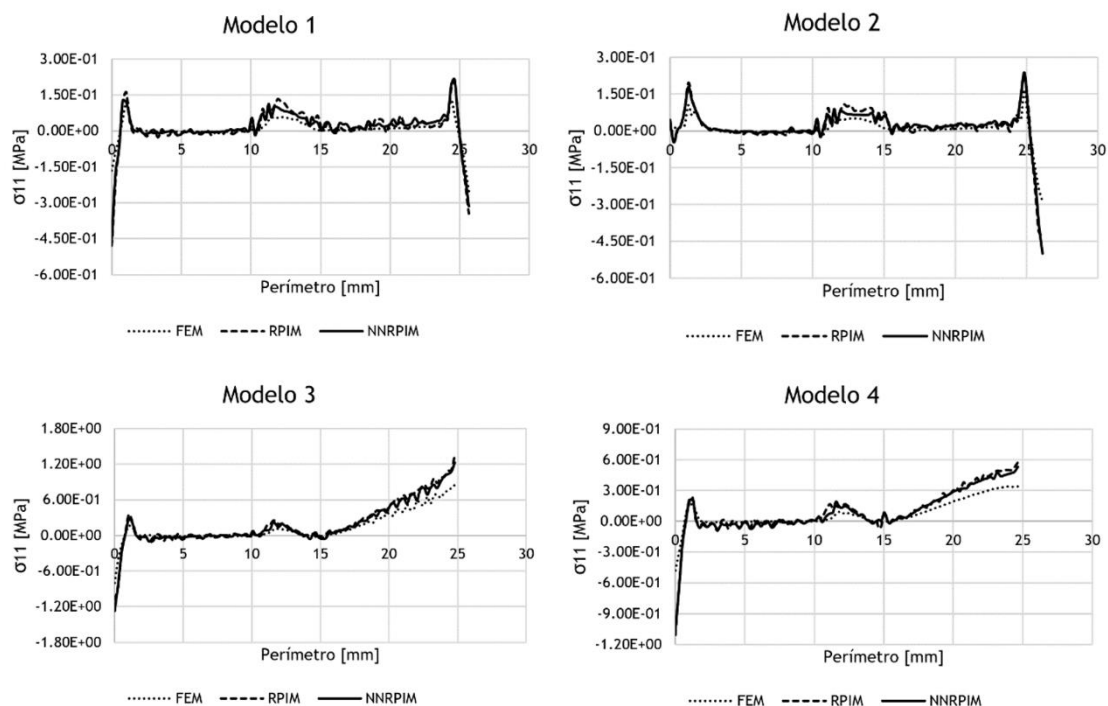 Modelo 1
3.00E-01
1.50E-01
0.00E+00
-1.50E-01
-3.00E-01
-4.50E-01
-6.00E-01
σ11 [MPa]
0 5 10 15 20 25 30
Perímetro [mm]
FEM RPIM NNRPIM
Modelo 2
3.00E-01
1.50E-01
0.00E+00
-1.50E-01
-3.00E-01
-4.50E-01
-6.00E-01
σ11 [MPa]
0 5 10 15 20 25 30
Perímetro [mm]
FEM RPIM NNRPIM
Modelo 3
1.80E+00
1.20E+00
6.00E-01
0.00E+00
-6.00E-01
-1.20E+00
-1.80E+00
σ11 [MPa]
0 5 10 15 20 25 30
Perímetro [mm]
FEM RPIM NNRPIM
Modelo 4
9.00E-01
6.00E-01
3.00E-01
0.00E+00
-3.00E-01
-6.00E-01
-9.00E-01
-1.20E+00
σ11 [MPa]
0 5 10 15 20 25 30
Perímetro [mm]
FEM RPIM NNRPIM